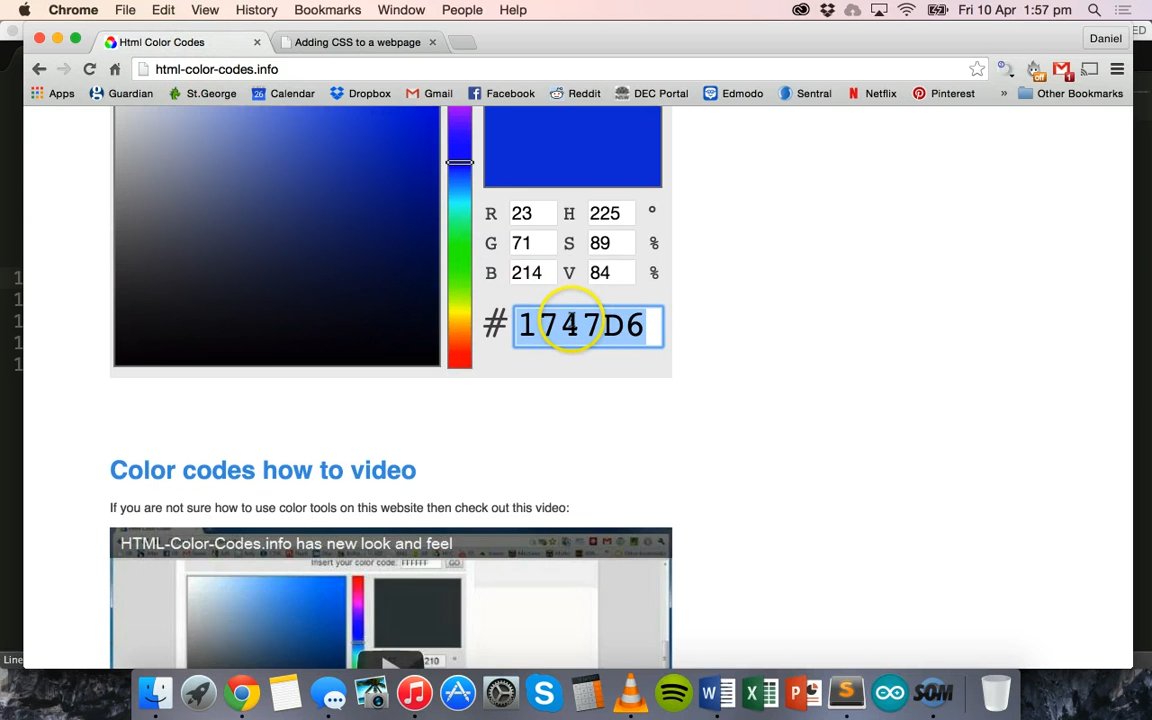 Chrome File Edit View History Bookmarks Window People Help Fri 10 Apr 1:57 pm
Html Color Codes Adding CSS to a webpage Daniel
html-color-codes.info
Apps Guardian St.George 26 Calendar Dropbox Gmail Facebook Reddit DEC Portal Edmodo Sentral Netflix Pinterest » Other Bookmarks
R 23 H 225 °
G 71 S 89 %
B 214 V 84 %
# 1747D6
Color codes how to video
If you are not sure how to use color tools on this website then check out this video:
HTML-Color-Codes.info has new look and feel
Insert your color code: FFFFFF GO
210
Line